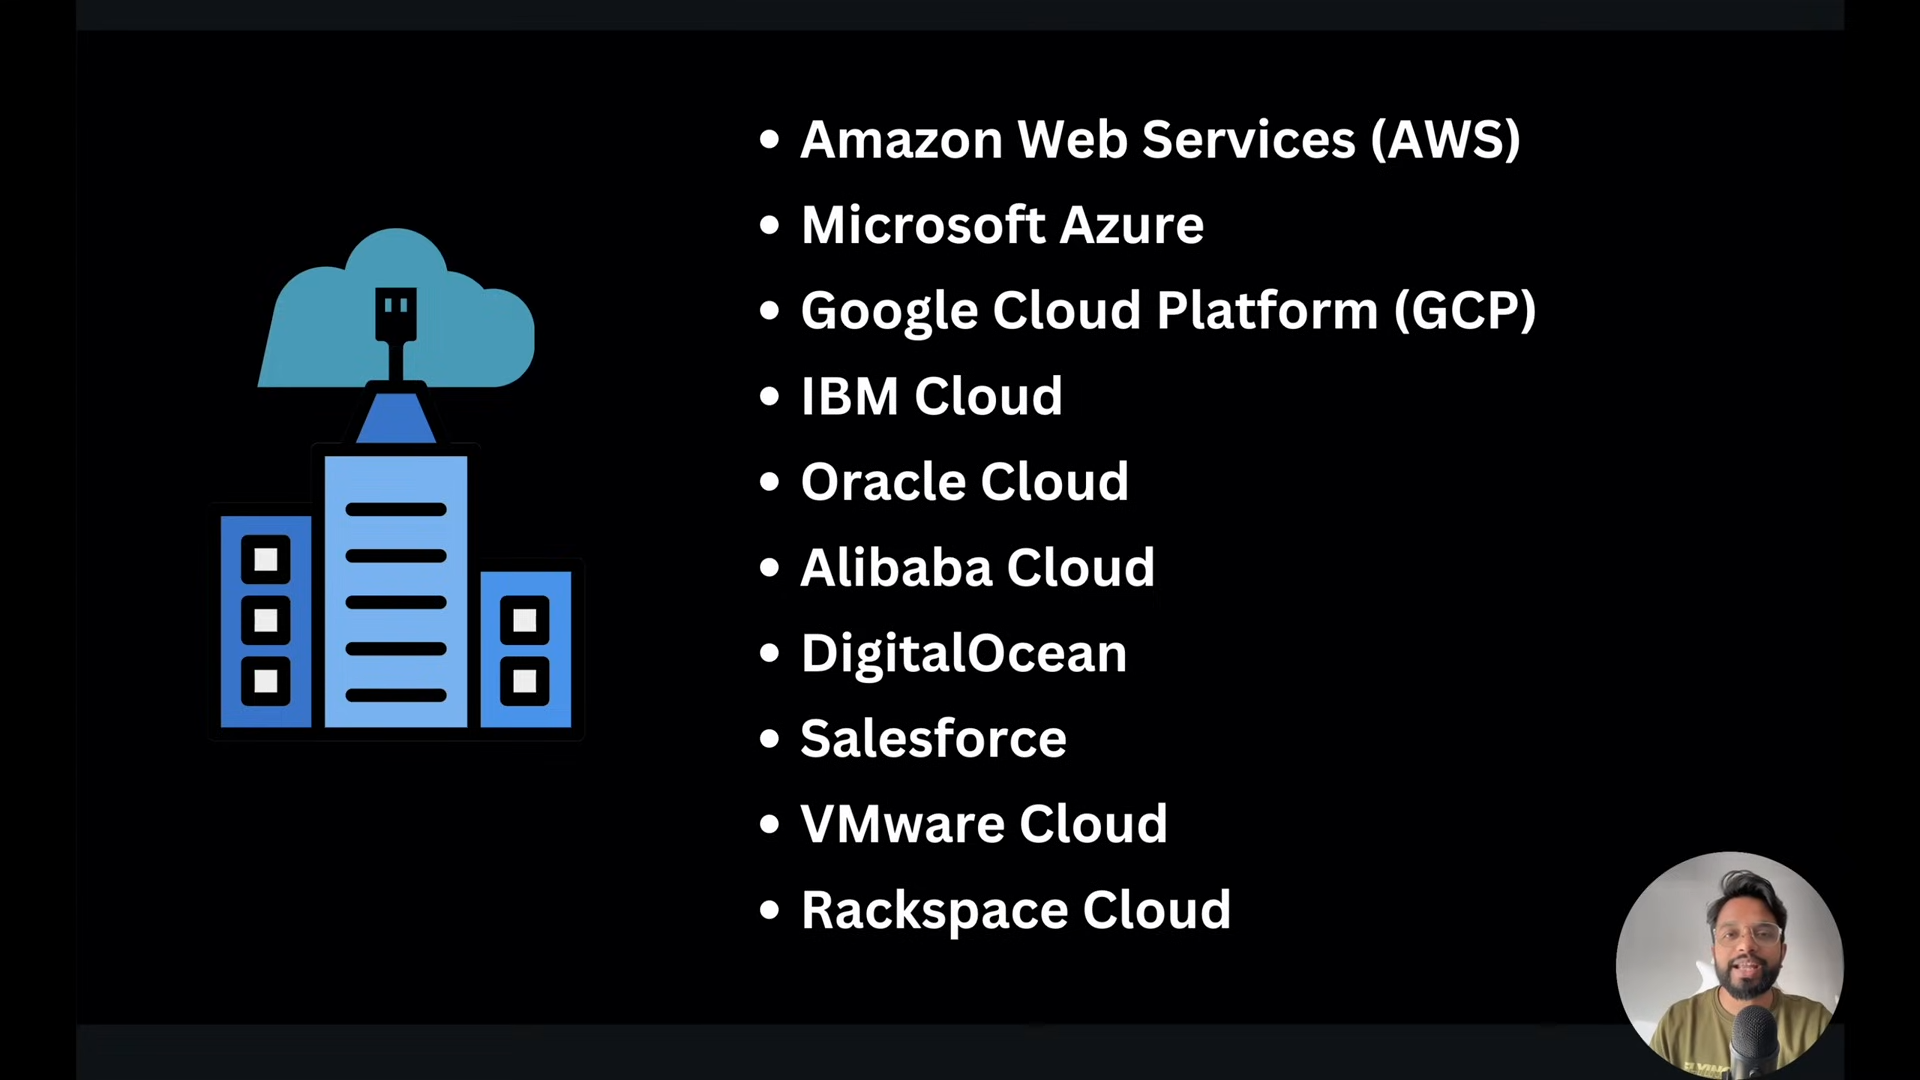 • Amazon Web Services (AWS)
• Microsoft Azure
• Google Cloud Platform (GCP)
• IBM Cloud
• Oracle Cloud
• Alibaba Cloud
• DigitalOcean
• Salesforce
• VMware Cloud
• Rackspace Cloud